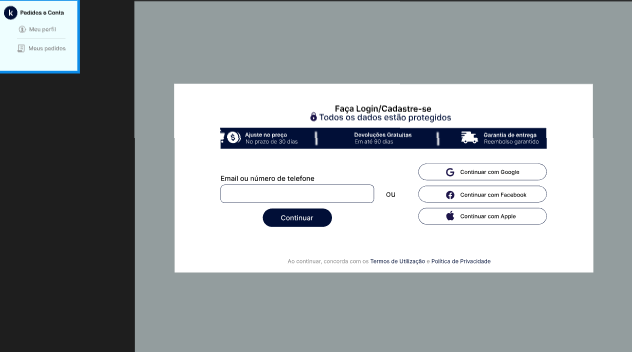 k Pedidos e Conta
Meu perfil
Meus pedidos
Faça Login/Cadastre-se
Todos os dados estão protegidos
Ajuste no preço
No prazo de 30 dias
Devoluções Gratuitas
Em até 90 dias
Garantia de entrega
Reembolso garantido
Email ou número de telefone
Continuar
ou
Continuar com Google
Continuar com Facebook
Continuar com Apple
Ao continuar, concorda com os Termos de Utilização e Política de Privacidade